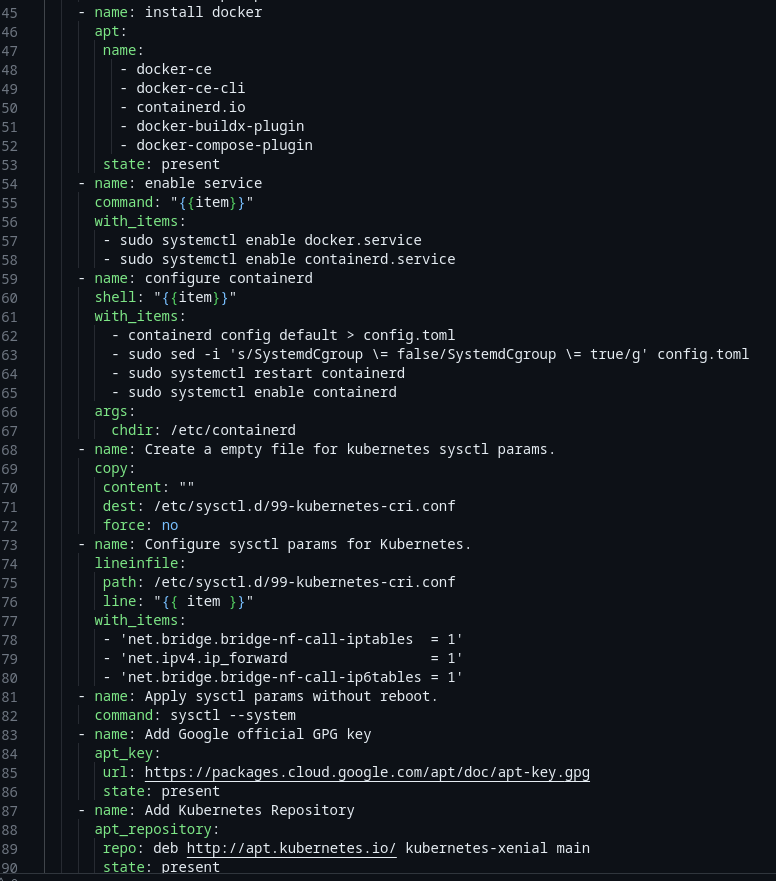 45 - name: install docker
46 apt:
47 name:
48 - docker-ce
49 - docker-ce-cli
50 - containerd.io
51 - docker-buildx-plugin
52 - docker-compose-plugin
53 state: present
54 - name: enable service
55 command: "{{item}}"
56 with_items:
57 - sudo systemctl enable docker.service
58 - sudo systemctl enable containerd.service
59 - name: configure containerd
60 shell: "{{item}}"
61 with_items:
62 - containerd config default > config.toml
63 - sudo sed -i 's/SystemdCgroup \= false/SystemdCgroup \= true/g' config.toml
64 - sudo systemctl restart containerd
65 - sudo systemctl enable containerd
66 args:
67 chdir: /etc/containerd
68 - name: Create a empty file for kubernetes sysctl params.
69 copy:
70 content: ""
71 dest: /etc/sysctl.d/99-kubernetes-cri.conf
72 force: no
73 - name: Configure sysctl params for Kubernetes.
74 lineinfile:
75 path: /etc/sysctl.d/99-kubernetes-cri.conf
76 line: "{{ item }}"
77 with_items:
78 - 'net.bridge.bridge-nf-call-iptables  = 1'
79 - 'net.ipv4.ip_forward                 = 1'
80 - 'net.bridge.bridge-nf-call-ip6tables = 1'
81 - name: Apply sysctl params without reboot.
82 command: sysctl --system
83 - name: Add Google official GPG key
84 apt_key:
85 url: https://packages.cloud.google.com/apt/doc/apt-key.gpg
86 state: present
87 - name: Add Kubernetes Repository
88 apt_repository:
89 repo: deb http://apt.kubernetes.io/ kubernetes-xenial main
90 state: present